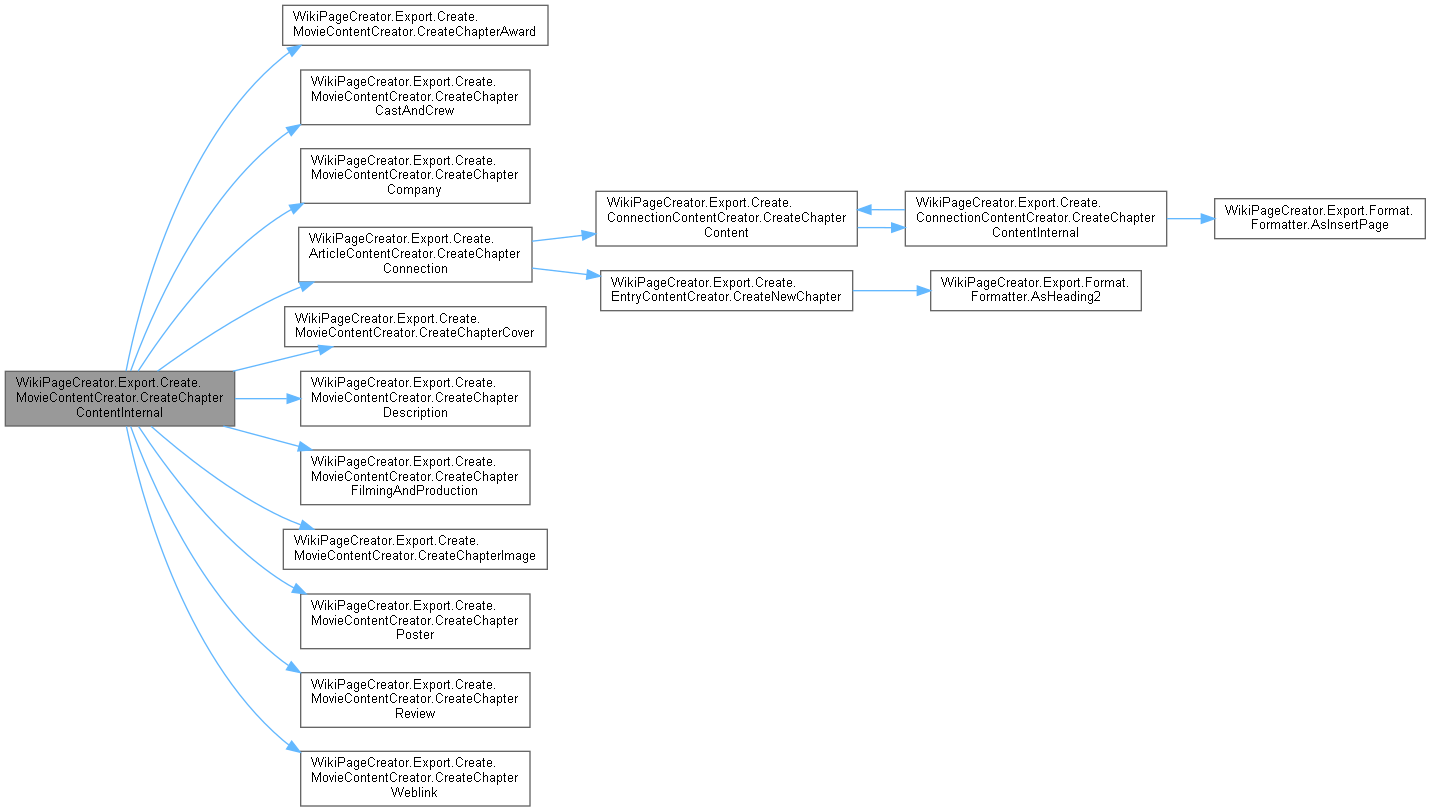 WikiPageCreator.Export.Create.
MovieContentCreator.CreateChapterAward
WikiPageCreator.Export.Create.
MovieContentCreator.CreateChapter
CastAndCrew
WikiPageCreator.Export.Create.
MovieContentCreator.CreateChapter
Company
WikiPageCreator.Export.Create.
ArticleContentCreator.CreateChapter
Connection
WikiPageCreator.Export.Create.
ConnectionContentCreator.CreateChapter
Content
WikiPageCreator.Export.Create.
ConnectionContentCreator.CreateChapter
ContentInternal
WikiPageCreator.Export.Format.
Formatter.AsInsertPage
WikiPageCreator.Export.Create.
EntryContentCreator.CreateNewChapter
WikiPageCreator.Export.Format.
Formatter.AsHeading2
WikiPageCreator.Export.Create.
MovieContentCreator.CreateChapterCover
WikiPageCreator.Export.Create.
MovieContentCreator.CreateChapter
ContentInternal
WikiPageCreator.Export.Create.
MovieContentCreator.CreateChapter
Description
WikiPageCreator.Export.Create.
MovieContentCreator.CreateChapter
FilmingAndProduction
WikiPageCreator.Export.Create.
MovieContentCreator.CreateChapterImage
WikiPageCreator.Export.Create.
MovieContentCreator.CreateChapter
Poster
WikiPageCreator.Export.Create.
MovieContentCreator.CreateChapter
Review
WikiPageCreator.Export.Create.
MovieContentCreator.CreateChapter
Weblink